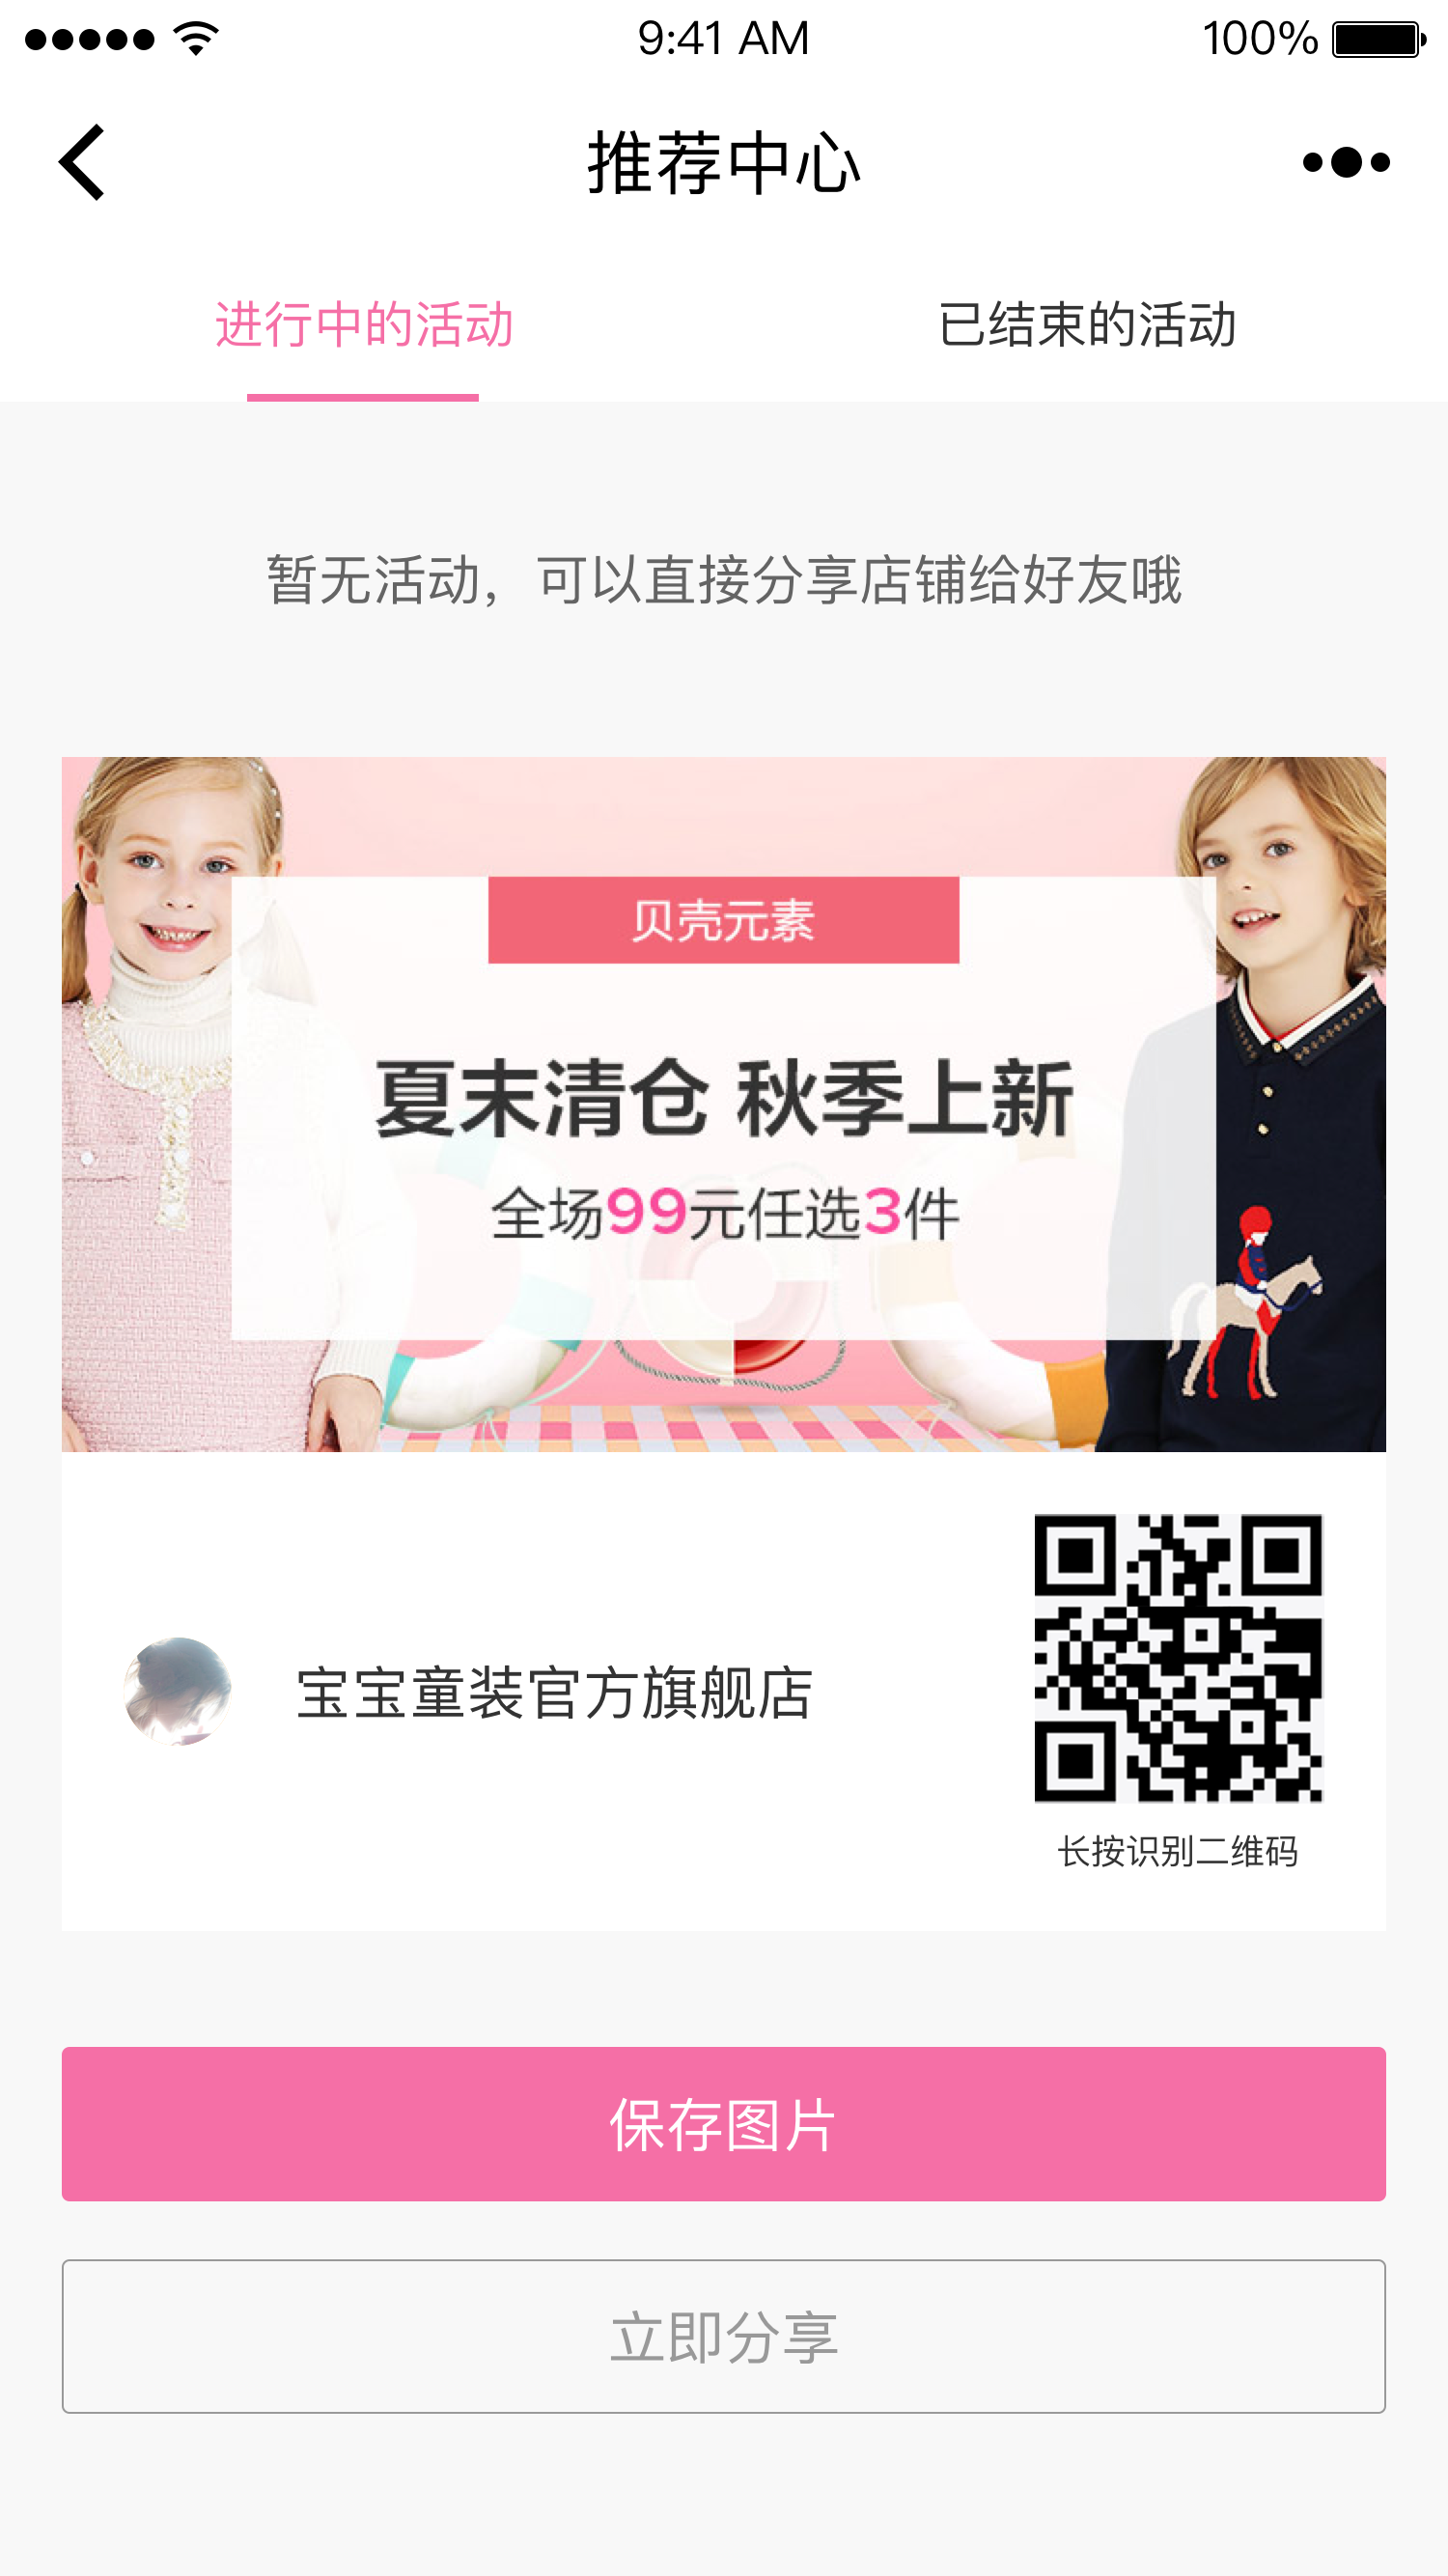 9:41 AM
100%
推荐中心
进行中的活动
已结束的活动
暂无活动，可以直接分享店铺给好友哦
贝壳元素
夏末清仓 秋季上新
全场99元任选3件
宝宝童装官方旗舰店
长按识别二维码
保存图片
立即分享